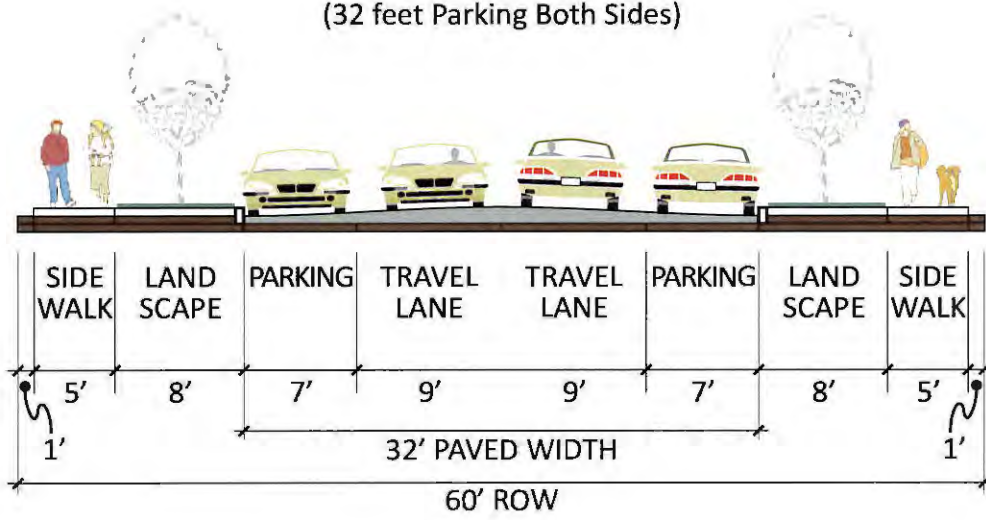 (32 feet Parking Both Sides)
SIDE WALK
LAND SCAPE
PARKING
TRAVEL LANE
TRAVEL LANE
PARKING
LAND SCAPE
SIDE WALK
5' 8' 7' 9' 9' 7' 8' 5'
1' 1'
32' PAVED WIDTH
60' ROW